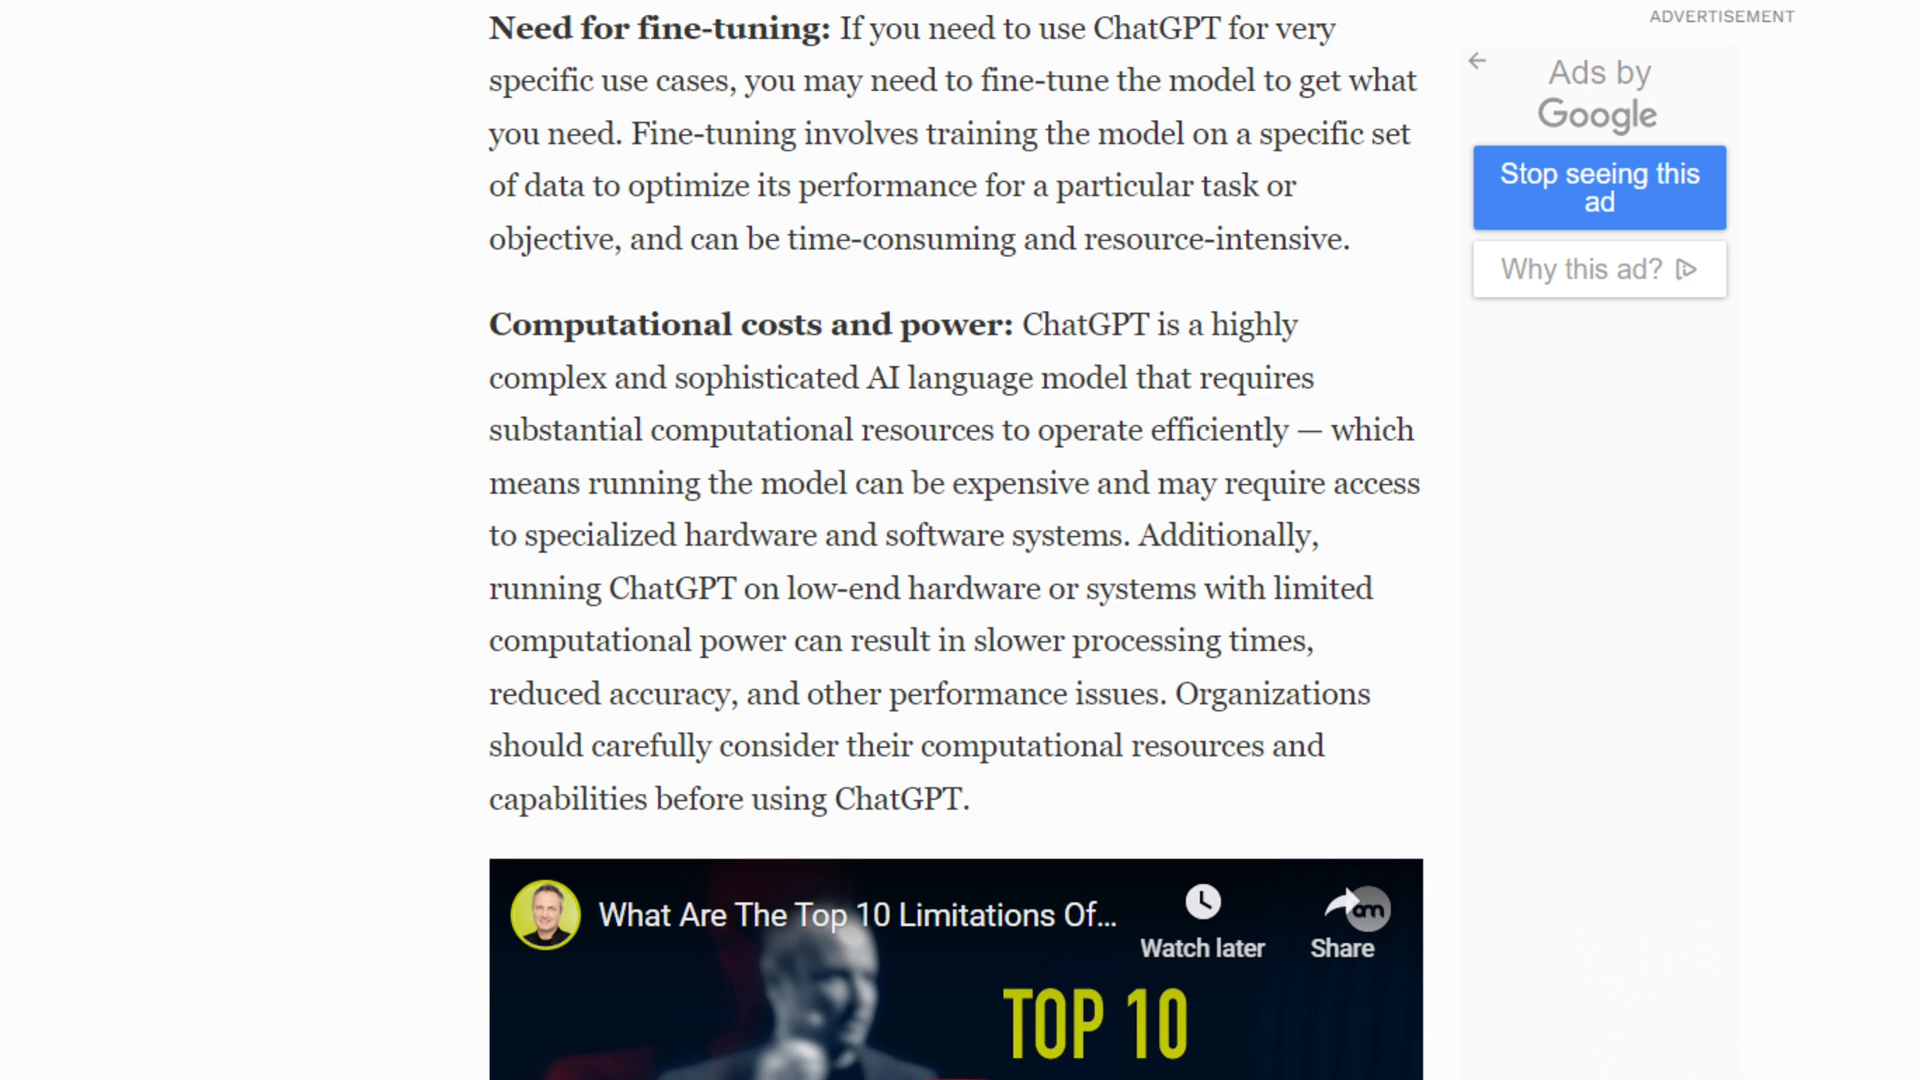 Need for fine-tuning: If you need to use ChatGPT for very
specific use cases, you may need to fine-tune the model to get what
you need. Fine-tuning involves training the model on a specific set
of data to optimize its performance for a particular task or
objective, and can be time-consuming and resource-intensive.
Computational costs and power: ChatGPT is a highly
complex and sophisticated AI language model that requires
substantial computational resources to operate efficiently — which
means running the model can be expensive and may require access
to specialized hardware and software systems. Additionally,
running ChatGPT on low-end hardware or systems with limited
computational power can result in slower processing times,
reduced accuracy, and other performance issues. Organizations
should carefully consider their computational resources and
capabilities before using ChatGPT.
What Are The Top 10 Limitations Of...
Watch later
Share
am
TOP 10
ADVERTISEMENT
Ads by
Google
Stop seeing this
ad
Why this ad?